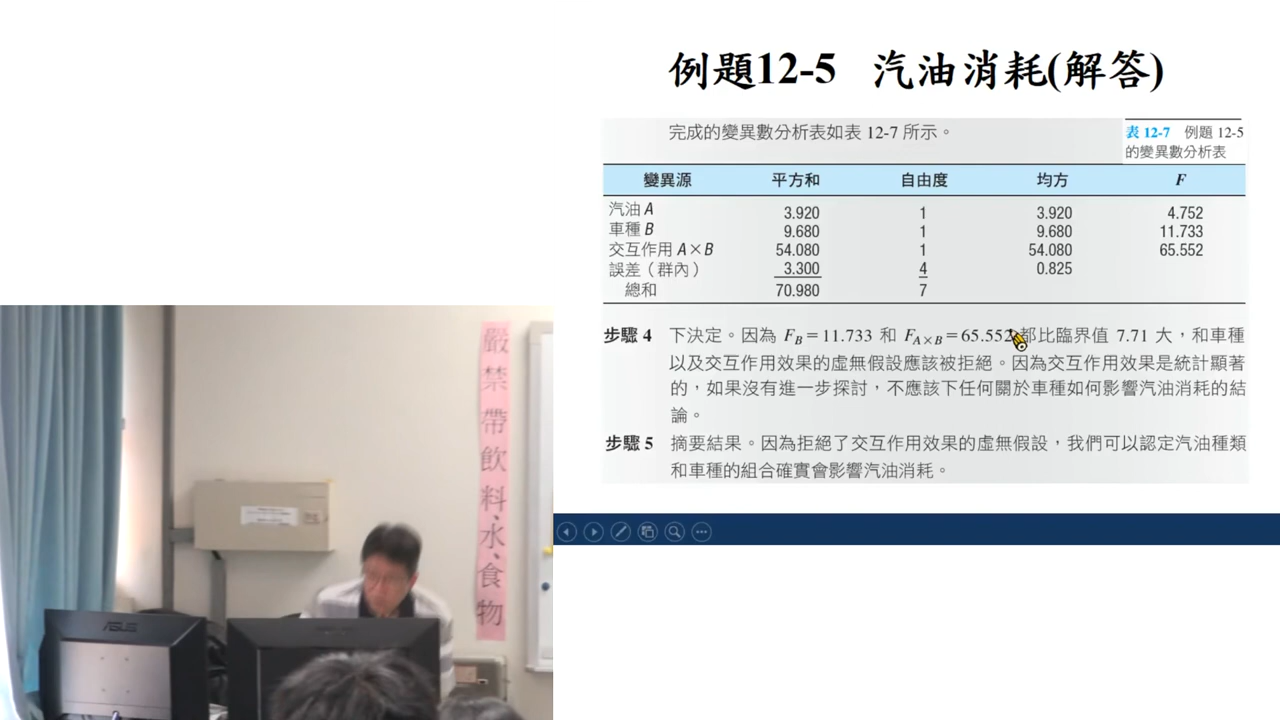 例題12-5 汽油消耗(解答)
完成的變異數分析表如表 12-7 所示。
表 12-7 例題 12-5
的變異數分析表
變異源 平方和 自由度 均方 F
汽油 A 3.920 1 3.920 4.752
車種 B 9.680 1 9.680 11.733
交互作用 A×B 54.080 1 54.080 65.552
誤差（群內） 3.300 4 0.825
總和 70.980 7
步驟 4 下決定。因為 FB＝11.733 和 FA×B＝65.552 都比臨界值 7.71 大，和車種
以及交互作用效果的虛無假設應該被拒絕。因為交互作用效果是統計顯著
的，如果沒有進一步探討，不應該下任何關於車種如何影響汽油消耗的結
論。
步驟 5 摘要結果。因為拒絕了交互作用效果的虛無假設，我們可以認定汽油種類
和車種的組合確實會影響汽油消耗。
嚴禁帶飲料、水、食物
ASUS